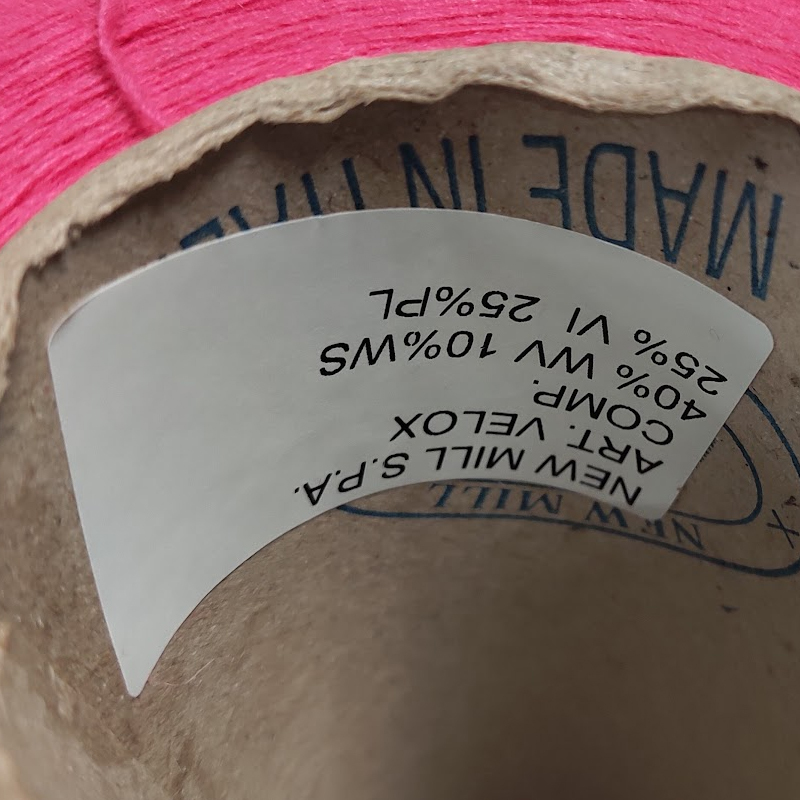 NEW MILL S.P.A.
ART. VELOX
COMP.
40% WV 10%WS
25% VI 25%PL
MADE IN
NEW MILL